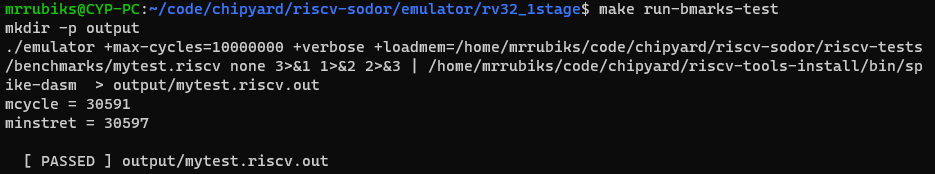 mrrubiks@CYP-PC:~/code/chipyard/riscv-sodor/emulator/rv32_1stage$ make run-bmarks-test
mkdir -p output
./emulator +max-cycles=10000000 +verbose +loadmem=/home/mrrubiks/code/chipyard/riscv-sodor/riscv-tests
/benchmarks/mytest.riscv none 3>&1 1>&2 2>&3 | /home/mrrubiks/code/chipyard/riscv-tools-install/bin/sp
ike-dasm  > output/mytest.riscv.out
mcycle = 30591
minstret = 30597
  [ PASSED ] output/mytest.riscv.out